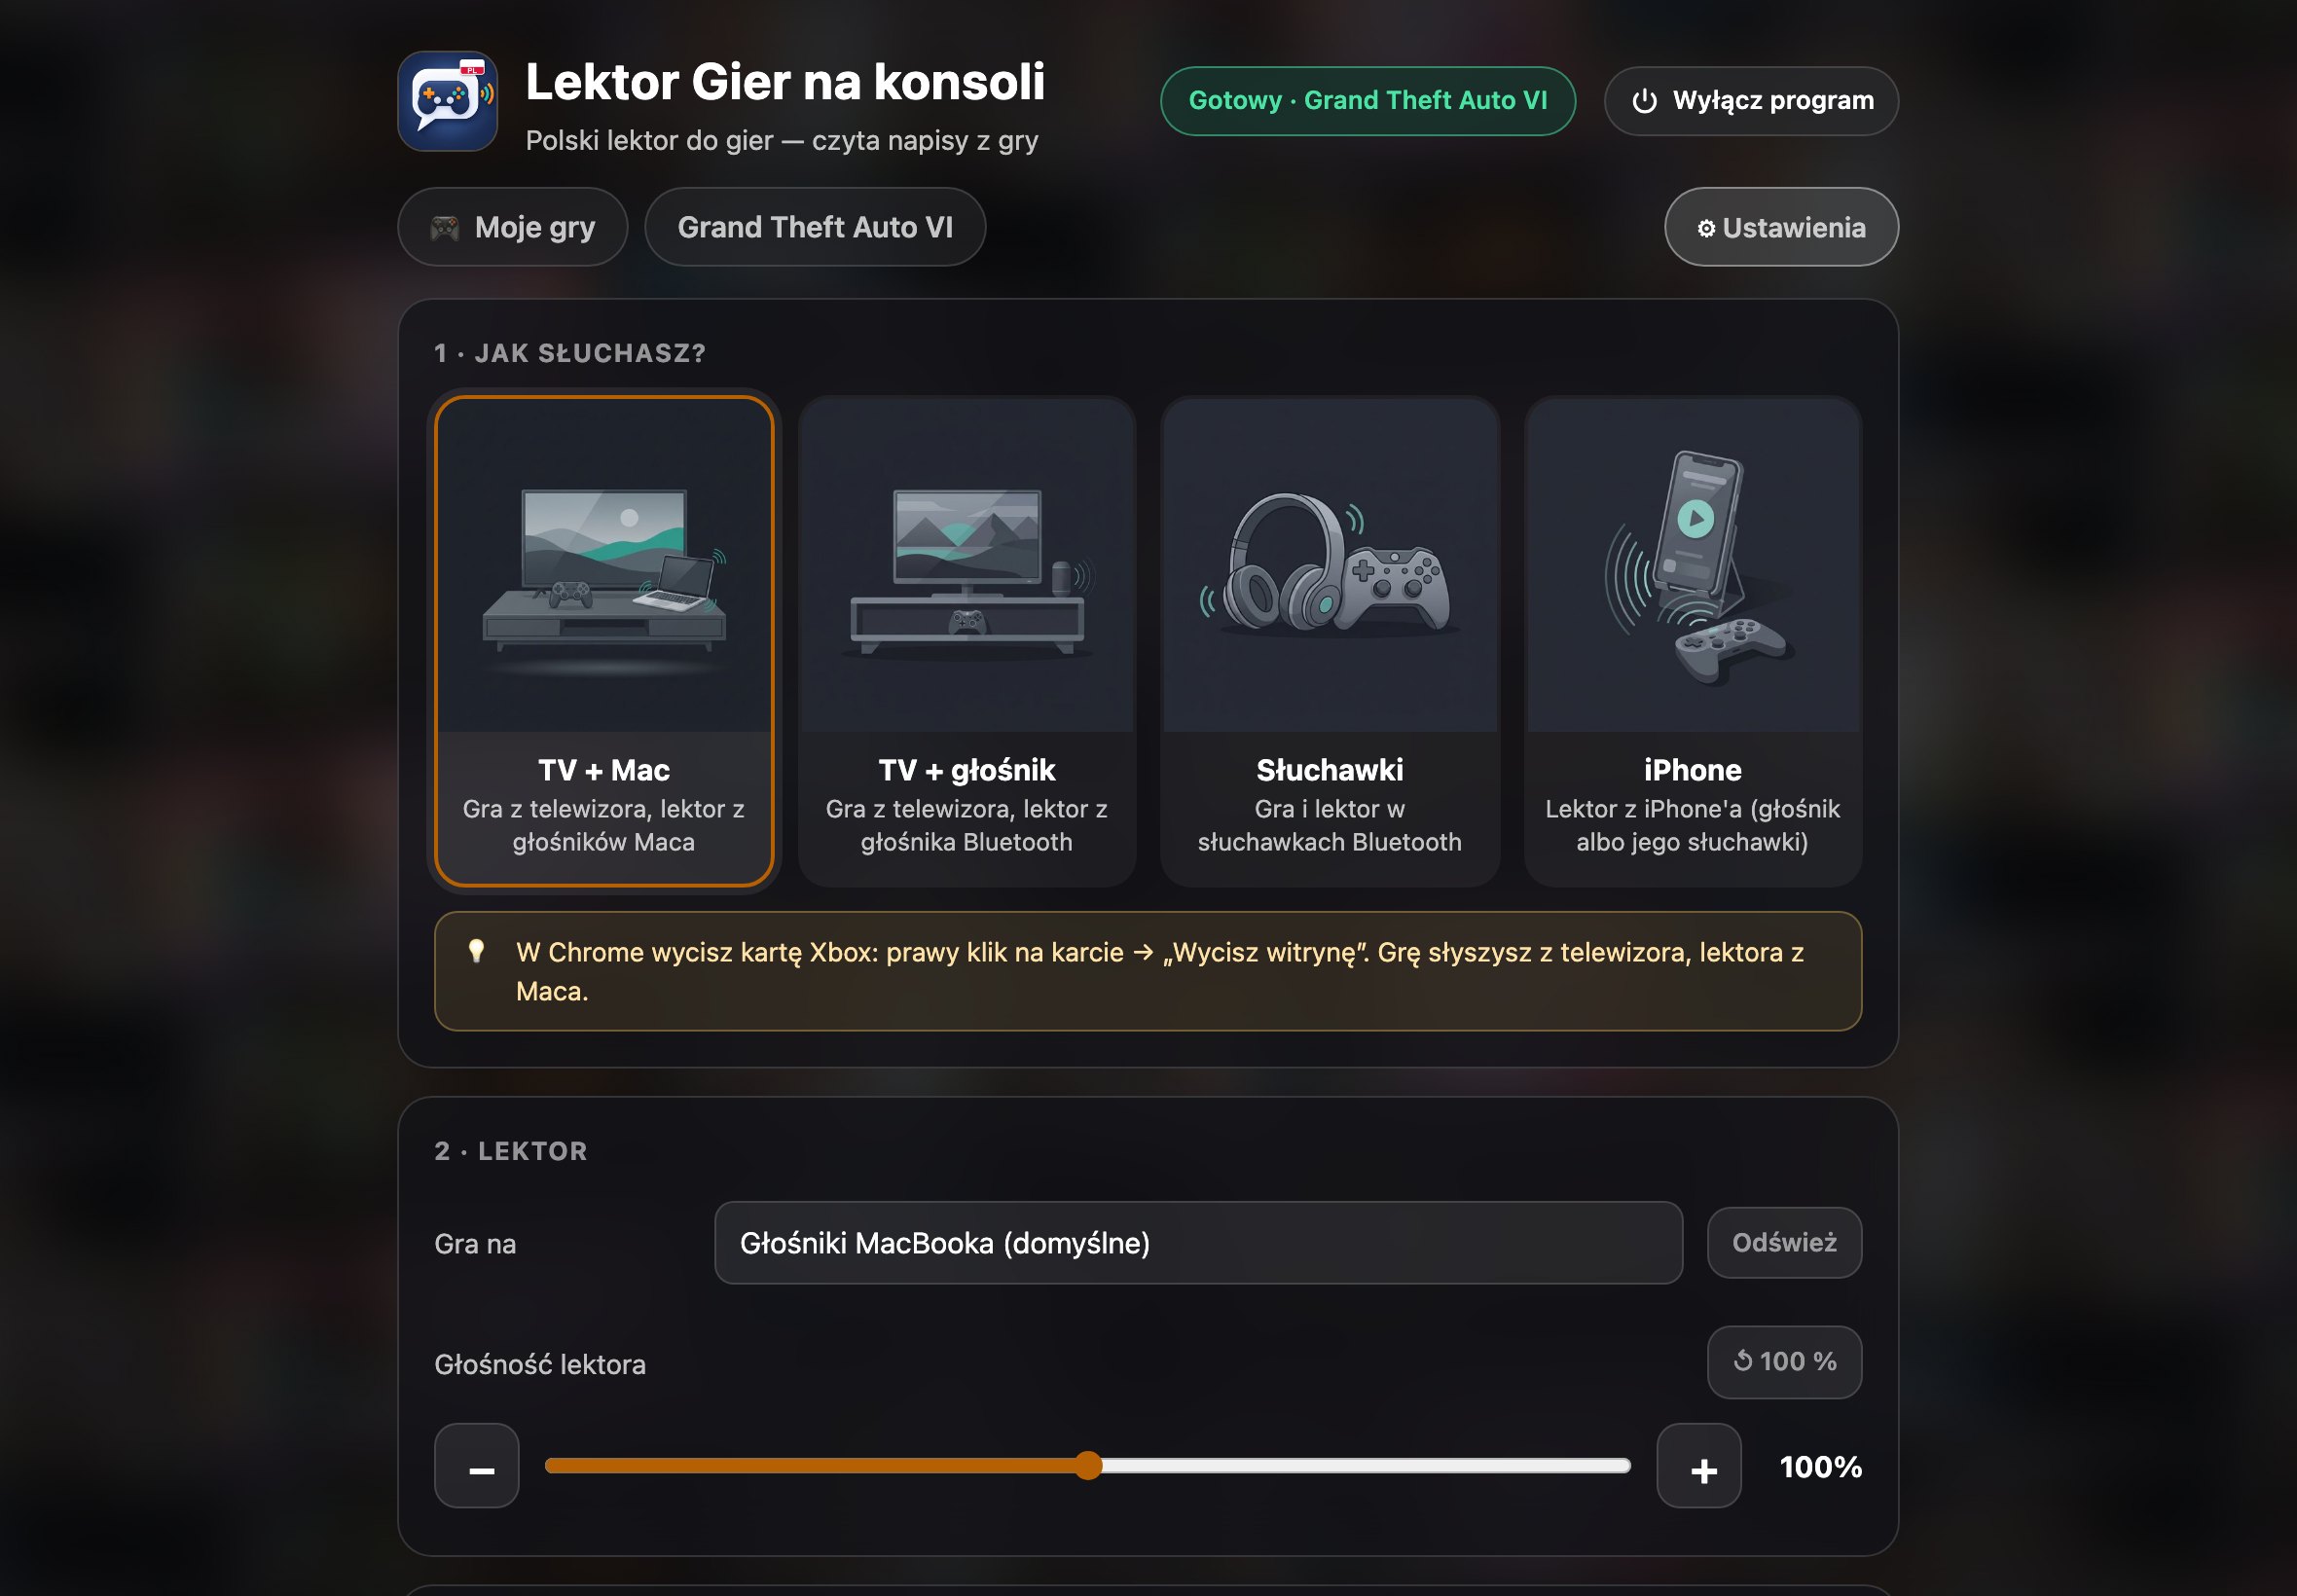 PL
Lektor Gier na konsoli
Polski lektor do gier — czyta napisy z gry
Gotowy · Grand Theft Auto VI
Wyłącz program
Moje gry
Grand Theft Auto VI
Ustawienia
1 · JAK SŁUCHASZ?
TV + Mac
Gra z telewizora, lektor z
głośników Maca
TV + głośnik
Gra z telewizora, lektor z
głośnika Bluetooth
Słuchawki
Gra i lektor w
słuchawkach Bluetooth
iPhone
Lektor z iPhone'a (głośnik
albo jego słuchawki)
W Chrome wycisz kartę Xbox: prawy klik na karcie → „Wycisz witrynę”. Grę słyszysz z telewizora, lektora z
Maca.
2 · LEKTOR
Gra na
Głośniki MacBooka (domyślne)
Odśwież
Głośność lektora
100 %
100%